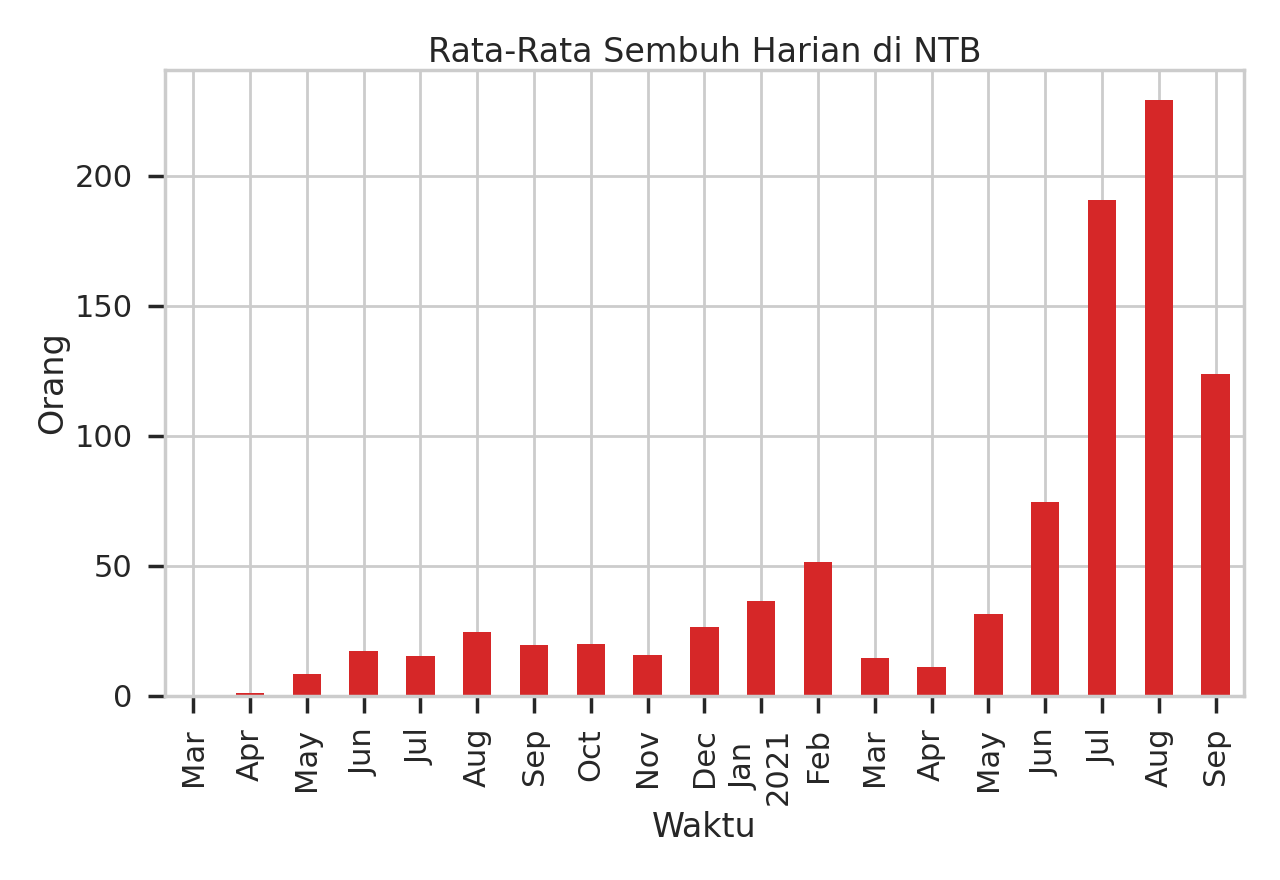 Rata-Rata Sembuh Harian di NTB
Orang
200
150
100
50
0
Mar
Apr
May
Jun
Jul
Aug
Sep
Oct
Nov
Dec
Jan
2021
Feb
Mar
Apr
May
Jun
Jul
Aug
Sep
Waktu